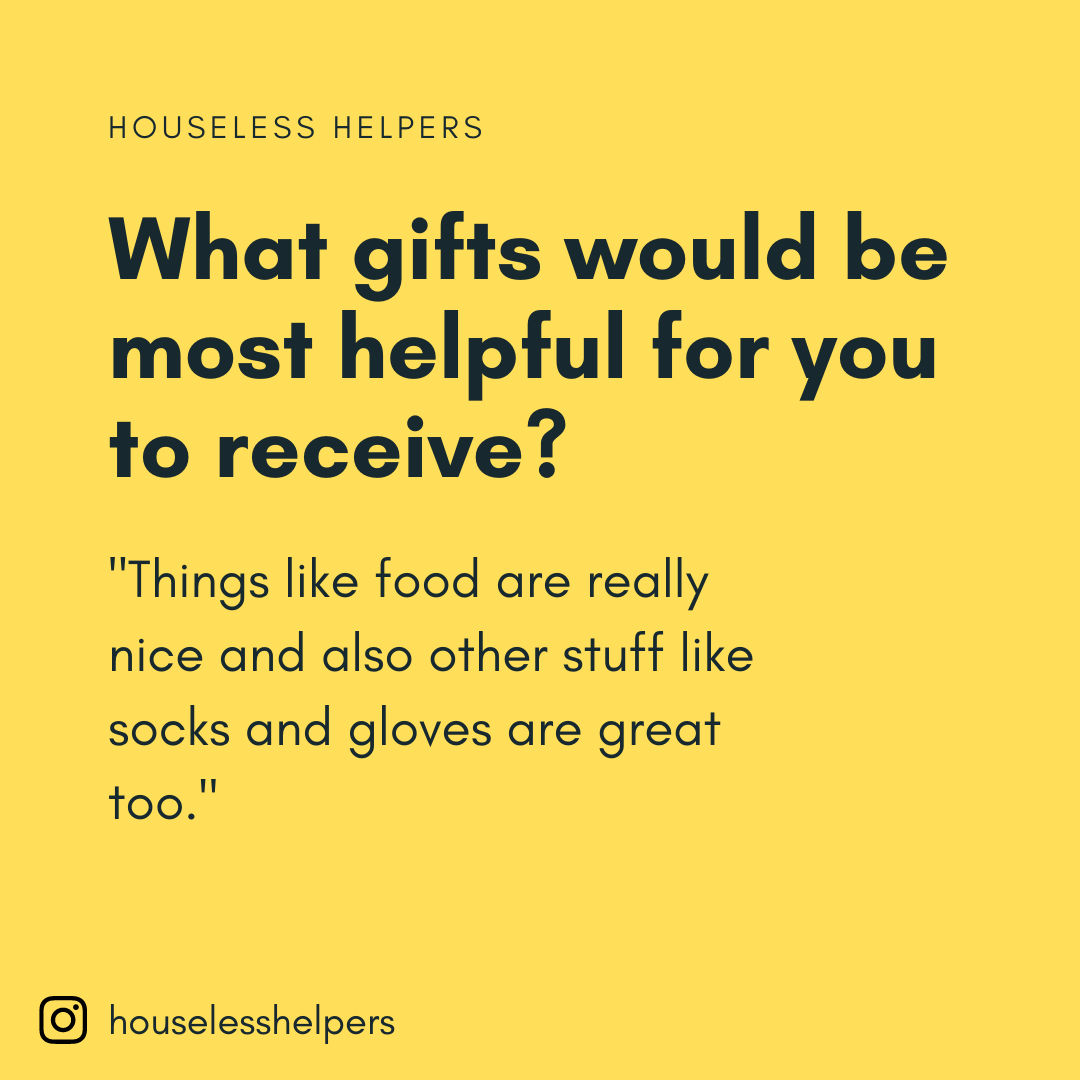 HOUSELESS HELPERS
What gifts would be
most helpful for you
to receive?
"Things like food are really
nice and also other stuff like
socks and gloves are great
too."
houselesshelpers